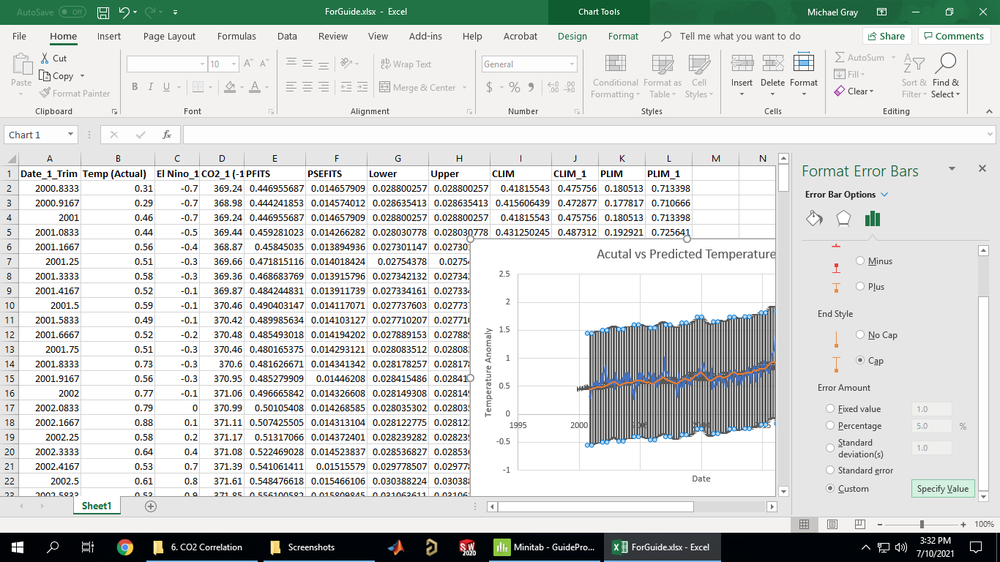 AutoSave Off ForGuide.xlsx - Excel Chart Tools Michael Gray
File Home Insert Page Layout Formulas Data Review View Add-ins Help Acrobat Design Format Tell me what you want to do Share Comments
Paste Cut Copy Format Painter
Clipboard
10
B I U A
Font
Wrap Text
Merge & Center
Alignment
General
$ % 9
Number
Conditional Formatting Format as Table Cell Styles
Styles
Insert Delete Format
Cells
AutoSum
Fill
Clear
Sort & Filter Find & Select
Editing
Chart 1 fx
A B C D E F G H I J K L M N
1 Date_1_Trim Temp (Actual) El Nino_1 CO2_1 (-1 PFITS PSEFITS Lower Upper CLIM CLIM_1 PLIM PLIM_1
2 2000.8333 0.31 -0.7 369.24 0.446955687 0.014657909 0.028800257 0.028800257 0.41815543 0.475756 0.180513 0.713398
3 2000.9167 0.29 -0.7 368.98 0.444241853 0.014574012 0.028635413 0.028635413 0.415606439 0.472877 0.177817 0.710666
4 2001 0.46 -0.7 369.24 0.446955687 0.014657909 0.028800257 0.028800257 0.41815543 0.475756 0.180513 0.713398
5 2001.0833 0.44 -0.5 369.44 0.459281023 0.014266282 0.028030778 0.028030778 0.431250245 0.487312 0.192921 0.725641
6 2001.1667 0.56 -0.4 368.87 0.45845035 0.013894936 0.027301147 0.02730
7 2001.25 0.51 -0.3 369.66 0.471815116 0.014018424 0.02754378 0.0275
8 2001.3333 0.58 -0.3 369.36 0.468683769 0.013915796 0.027342132 0.02734
9 2001.4167 0.52 -0.1 369.87 0.484244831 0.013911739 0.027334161 0.02733
10 2001.5 0.59 -0.1 370.46 0.490403147 0.014117071 0.027737603 0.02773
11 2001.5833 0.49 -0.1 370.42 0.489985634 0.014103127 0.027710207 0.02771
12 2001.6667 0.52 -0.2 370.48 0.485493018 0.014194202 0.027889153 0.02788
13 2001.75 0.51 -0.3 370.46 0.480165375 0.014293121 0.028083512 0.02808
14 2001.8333 0.73 -0.3 370.6 0.481626671 0.014341342 0.028178257 0.02817
15 2001.9167 0.56 -0.3 370.95 0.485279909 0.01446208 0.028415486 0.02841
16 2002 0.77 -0.1 371.06 0.496665842 0.014326608 0.028149308 0.02814
17 2002.0833 0.79 0 370.99 0.50105408 0.014268585 0.028035302 0.02803
18 2002.1667 0.88 0.1 371.11 0.507425505 0.014313104 0.028122775 0.02812
19 2002.25 0.58 0.2 371.17 0.51317066 0.014372401 0.028239282 0.02823
20 2002.3333 0.64 0.4 371.08 0.522469028 0.014523837 0.028536827 0.02853
21 2002.4167 0.53 0.7 371.39 0.541061411 0.01515579 0.029778507 0.02977
22 2002.5 0.61 0.8 371.61 0.548476618 0.015466106 0.030388224 0.03038
23 2002.5833 0.53 0.9 371.85 0.556100582 0.015809845 0.031063611 0.03106
Acutal vs Predicted Temperature
2.5
2
1.5
1
0.5
0
-0.5
-1
1995 2000
Temperature Anomaly
Date
Format Error Bars
Error Bar Options
Minus
Plus
End Style
No Cap
Cap
Error Amount
Fixed value 1.0
Percentage 5.0 %
Standard deviation(s) 1.0
Standard error
Custom Specify Value
Sheet1
100%
6. CO2 Correlation Screenshots SW 2020 Minitab - GuidePro... ForGuide.xlsx - Excel
3:32 PM
7/10/2021